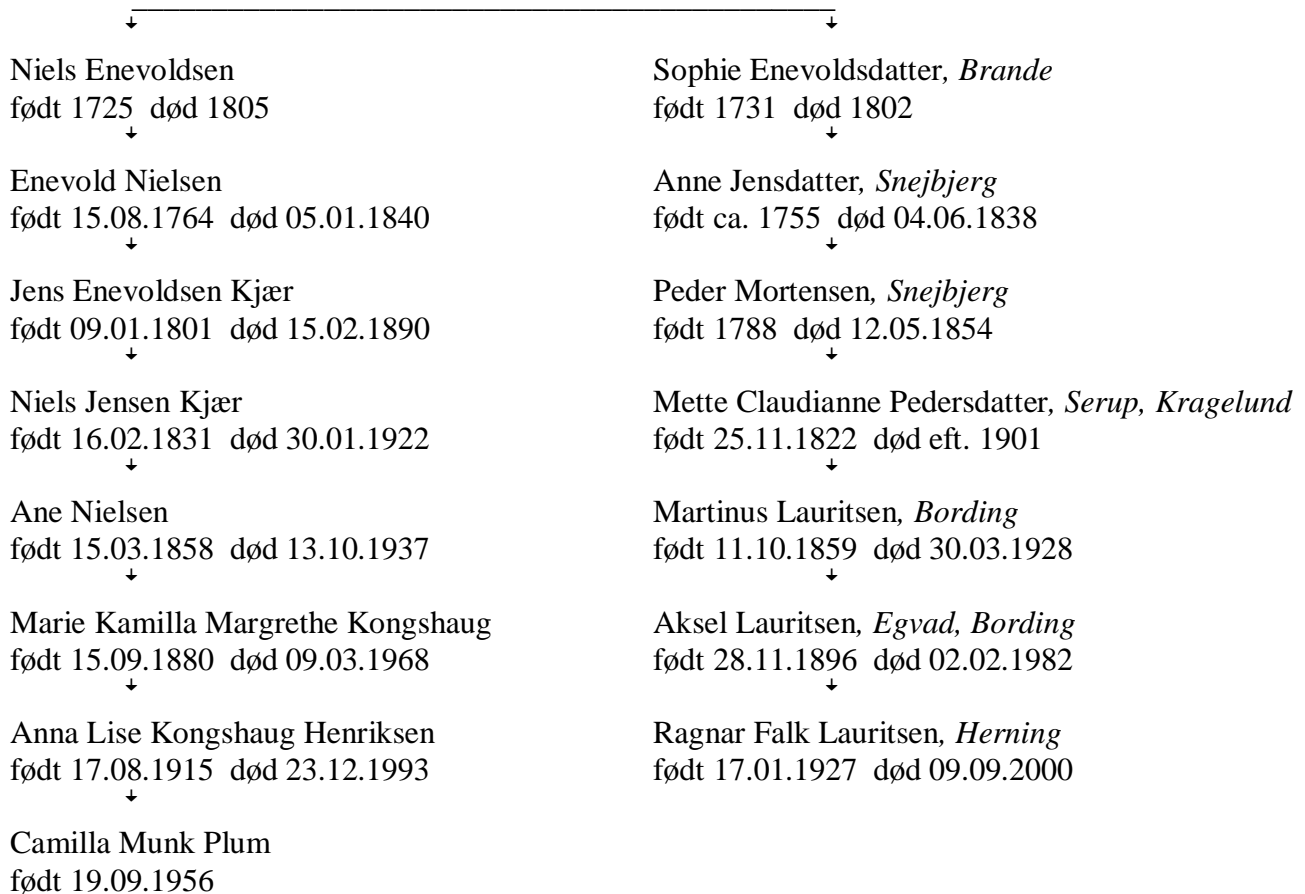 Niels Enevoldsen
født 1725 død 1805
Sophie Enevoldsdatter, Brande
født 1731 død 1802
Enevold Nielsen
født 15.08.1764 død 05.01.1840
Anne Jensdatter, Snejbjerg
født ca. 1755 død 04.06.1838
Jens Enevoldsen Kjær
født 09.01.1801 død 15.02.1890
Peder Mortensen, Snejbjerg
født 1788 død 12.05.1854
Niels Jensen Kjær
født 16.02.1831 død 30.01.1922
Mette Claudianne Pedersdatter, Serup, Kragelund
født 25.11.1822 død eft. 1901
Ane Nielsen
født 15.03.1858 død 13.10.1937
Martinus Lauritsen, Bording
født 11.10.1859 død 30.03.1928
Marie Kamilla Margrethe Kongshaug
født 15.09.1880 død 09.03.1968
Aksel Lauritsen, Egvad, Bording
født 28.11.1896 død 02.02.1982
Anna Lise Kongshaug Henriksen
født 17.08.1915 død 23.12.1993
Ragnar Falk Lauritsen, Herning
født 17.01.1927 død 09.09.2000
Camilla Munk Plum
født 19.09.1956